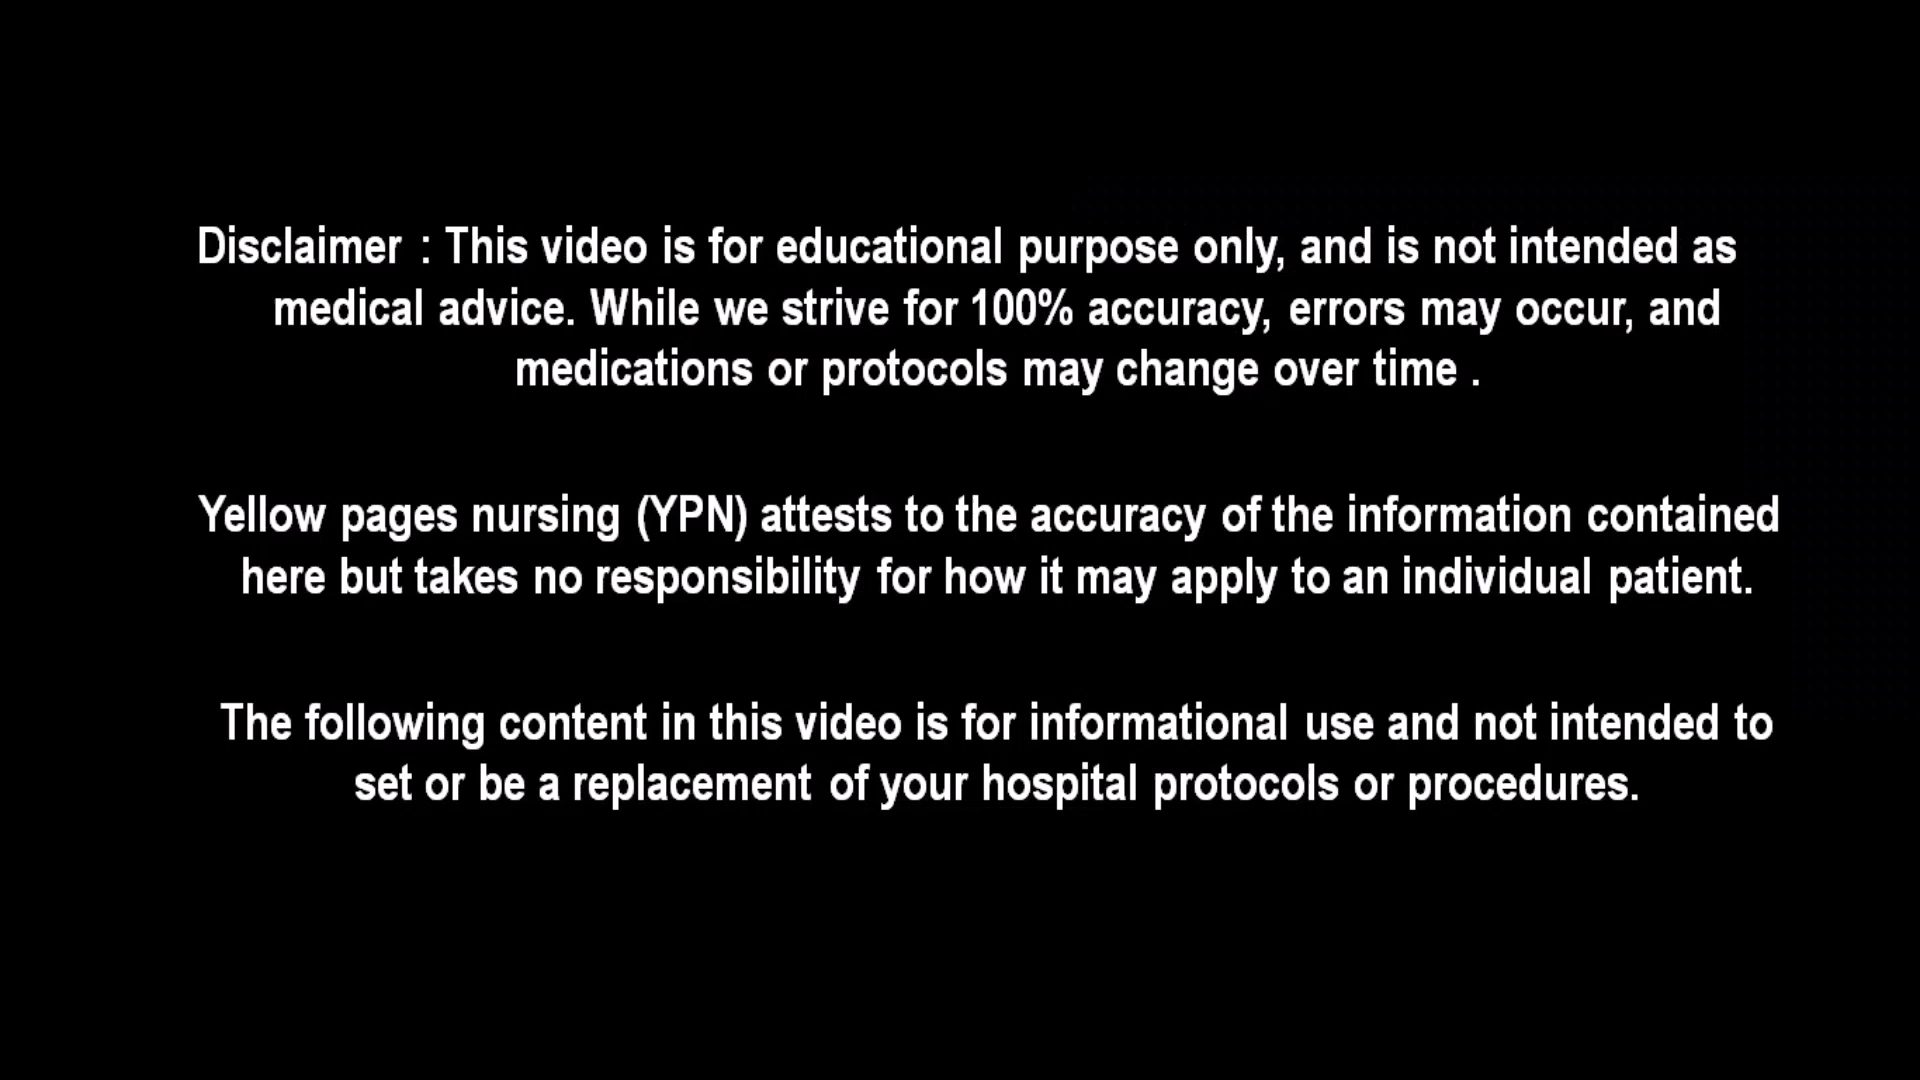 Disclaimer : This video is for educational purpose only, and is not intended as
medical advice. While we strive for 100% accuracy, errors may occur, and
medications or protocols may change over time .
Yellow pages nursing (YPN) attests to the accuracy of the information contained
here but takes no responsibility for how it may apply to an individual patient.
The following content in this video is for informational use and not intended to
set or be a replacement of your hospital protocols or procedures.